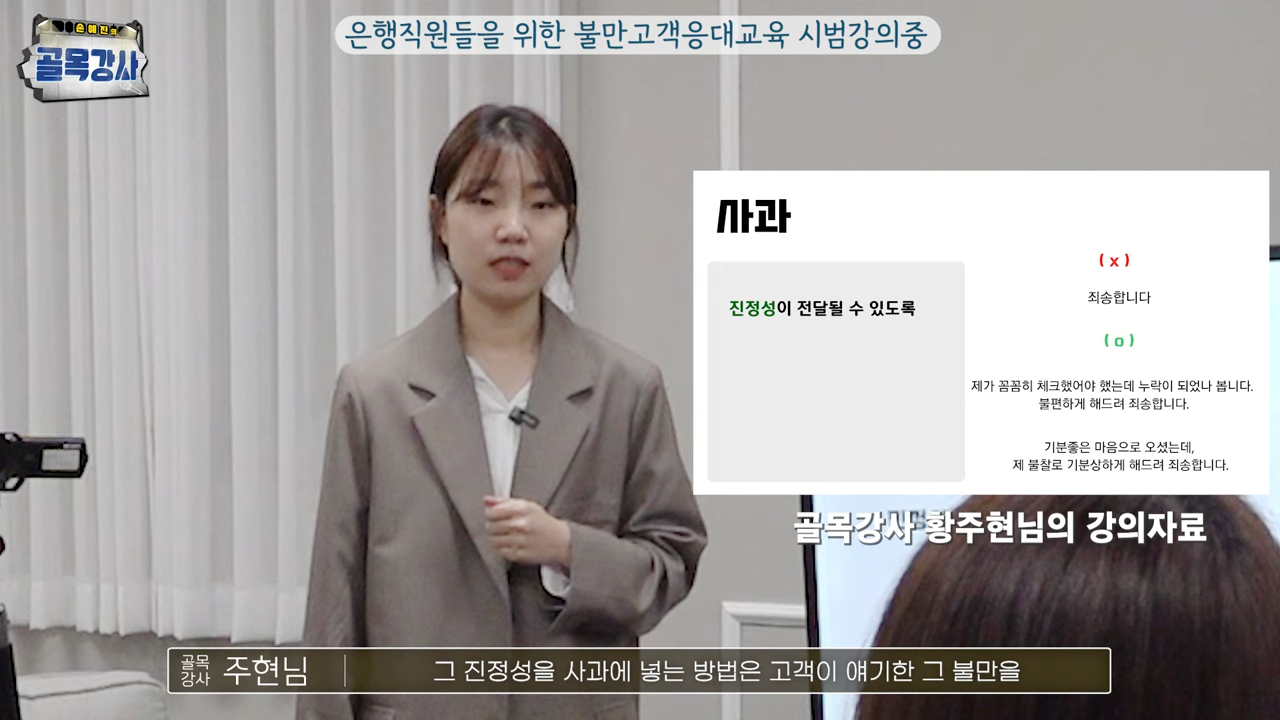 손예진의
골목강사
은행직원들을 위한 불만고객응대교육 시범강의중
사과
진정성이 전달될 수 있도록
( x )
죄송합니다
( o )
제가 꼼꼼히 체크했어야 했는데 누락이 되었나 봅니다.
불편하게 해드려 죄송합니다.
기분좋은 마음으로 오셨는데,
제 불찰로 기분상하게 해드려 죄송합니다.
골목강사 황주현님의 강의자료
골목
강사
주현님
그 진정성을 사과에 넣는 방법은 고객이 얘기한 그 불만을